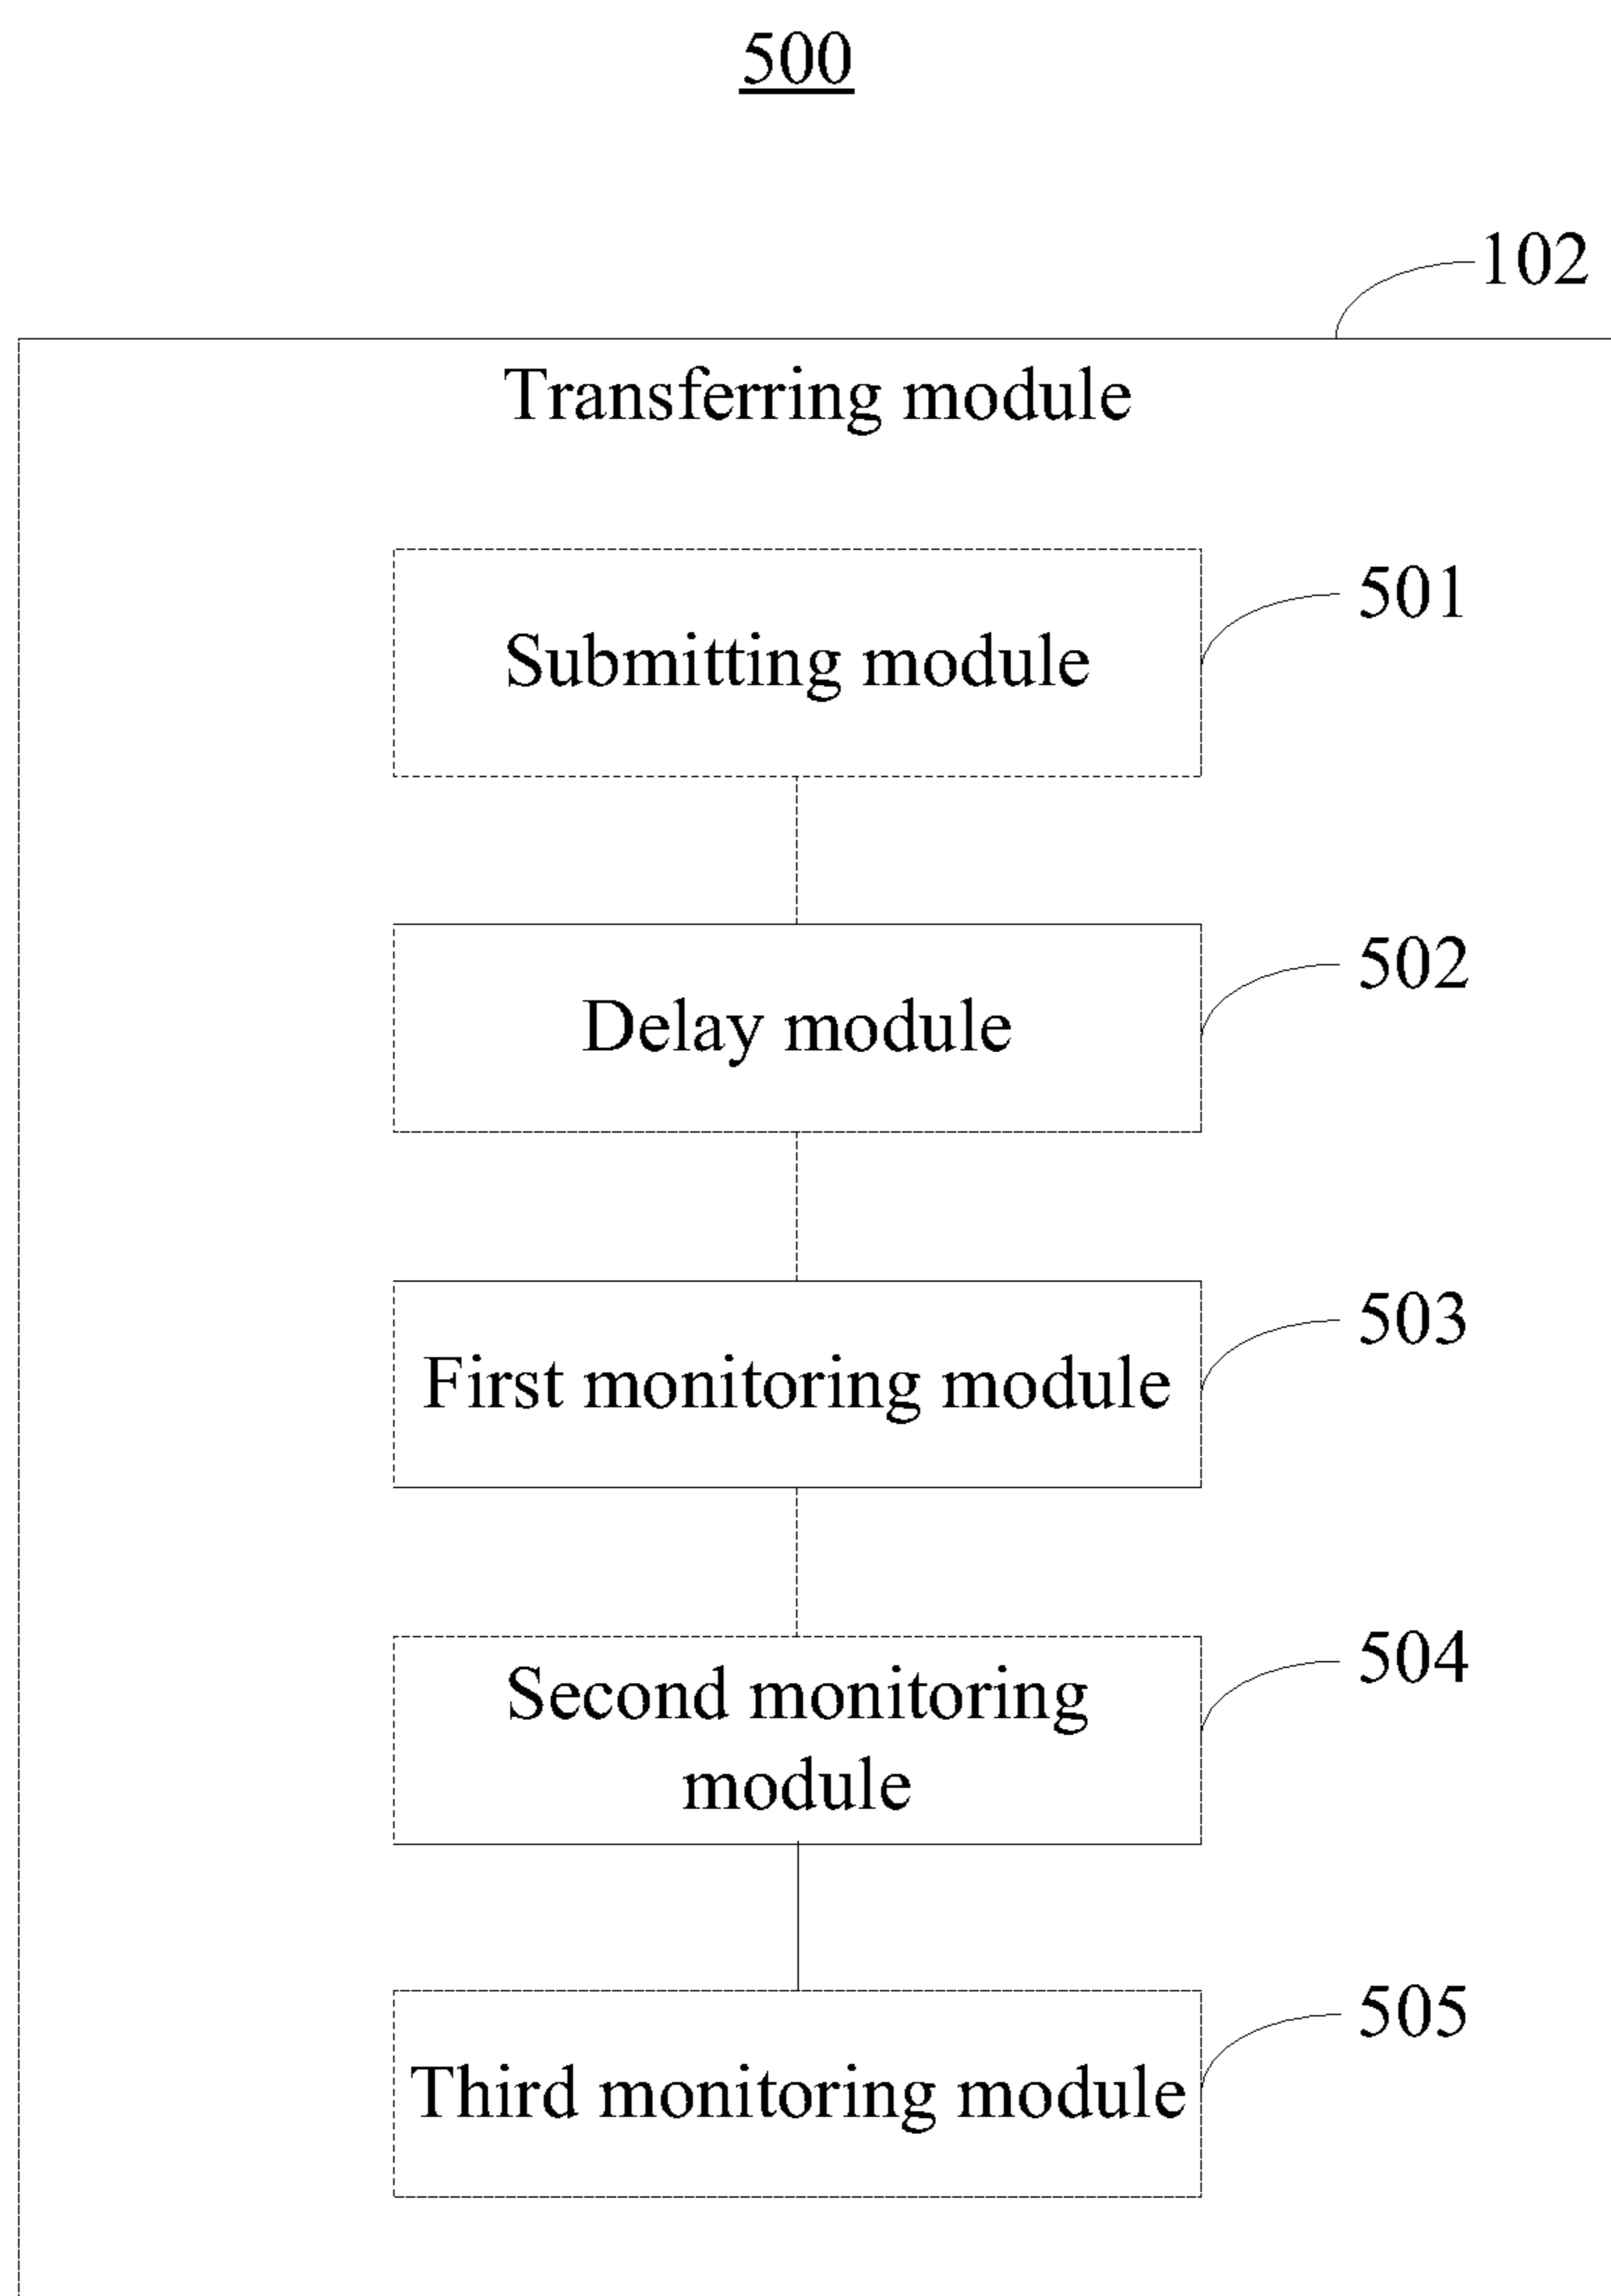 500
102
Transferring module
501
Submitting module
502
Delay module
503
First monitoring module
504
Second monitoring
module
505
Third monitoring module